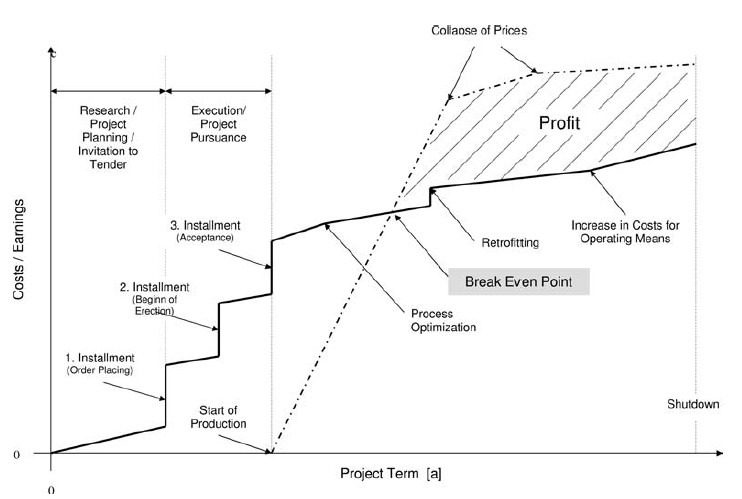 Collapse of Prices
€
Research /
Project
Planning /
Invitation to
Tender
Execution/
Project
Pursuance
Profit
Costs / Earnings
3. Installment
(Acceptance)
Increase in Costs for
Operating Means
Retrofitting
Break Even Point
2. Installment
(Beginn of
Erection)
Process
Optimization
1. Installment
(Order Placing)
Start of
Production
Shutdown
0
Project Term [a]
0